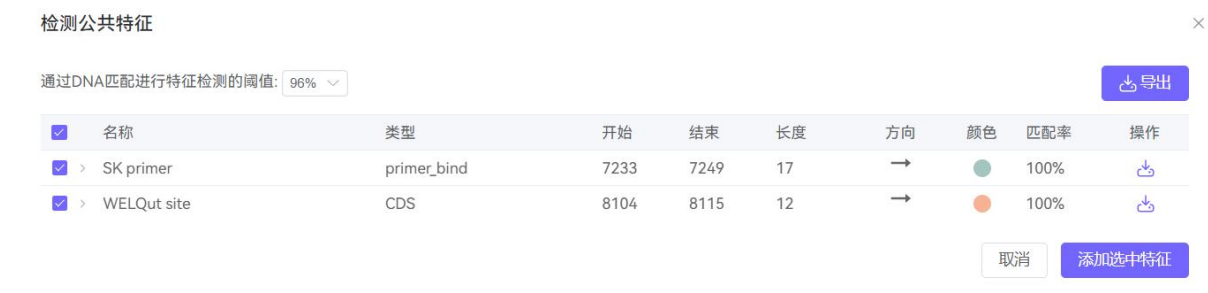 检测公共特征
通过DNA匹配进行特征检测的阈值: 96% 导出
名称 类型 开始 结束 长度 方向 颜色 匹配率 操作
SK primer primer_bind 7233 7249 17 100%
WELQut site CDS 8104 8115 12 100%
取消 添加选中特征